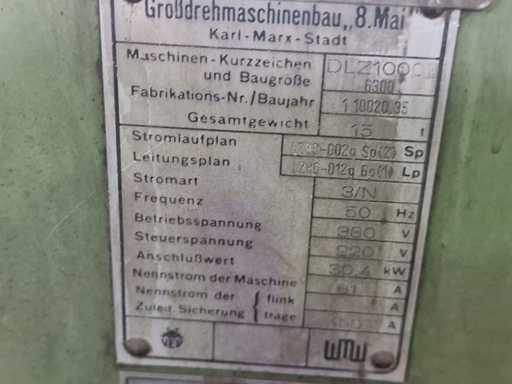 Großdrehmaschinenbau „8. Mai"
Karl-Marx-Stadt
Maschinen-Kurzzeichen DLZ
und Baugröße 6300
Fabrikations-Nr./Baujahr
Gesamtgewicht 15 t
Stromlaufplan Sp
Leitungsplan Lp
Stromart 3/N
Frequenz 50 Hz
Betriebsspannung 380 V
Steuerspannung 220 V
Anschlußwert 30,4 kW
Nennstrom der Maschine 61 A
Nennstrom der flink A
Zuleit. Sicherung träge A
WMW